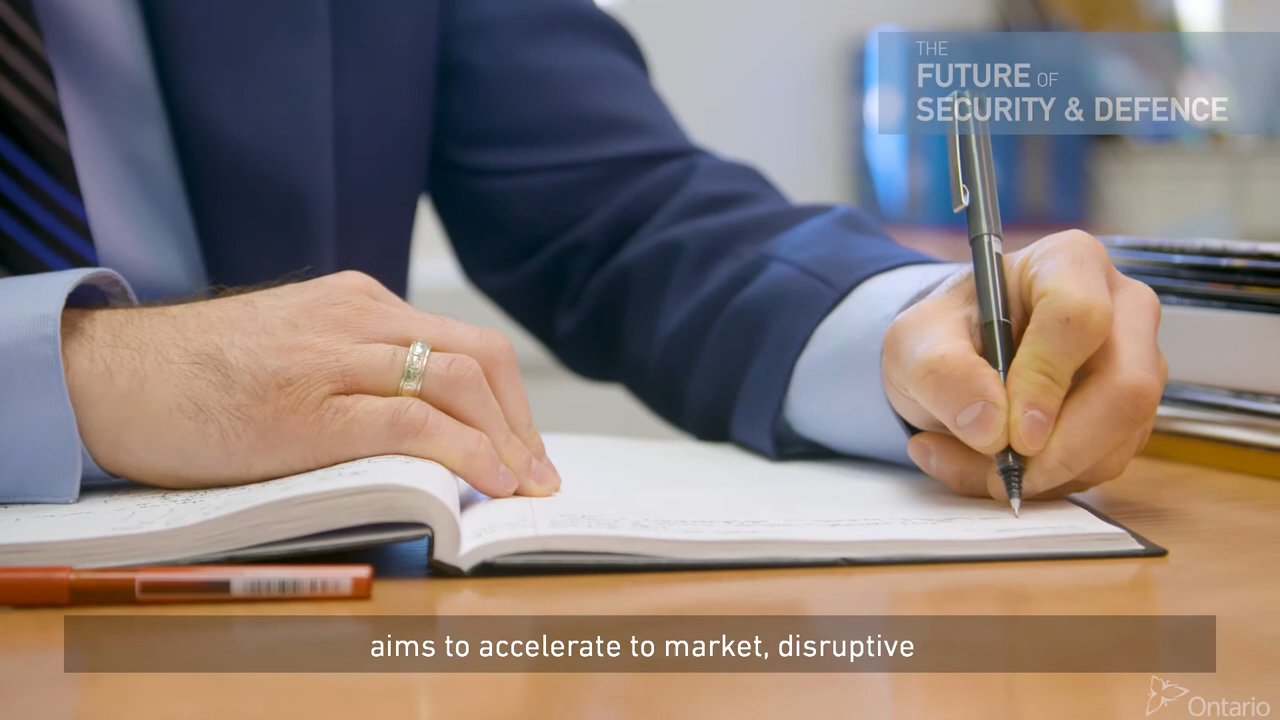 THE
FUTURE OF
SECURITY & DEFENCE
aims to accelerate to market, disruptive
Ontario